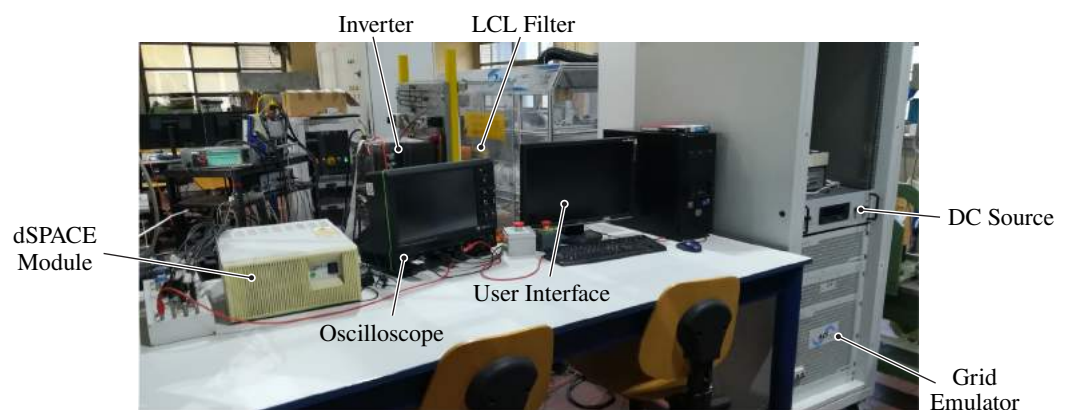 Inverter
LCL Filter
dSPACE
Module
DC Source
User Interface
Oscilloscope
Grid
Emulator